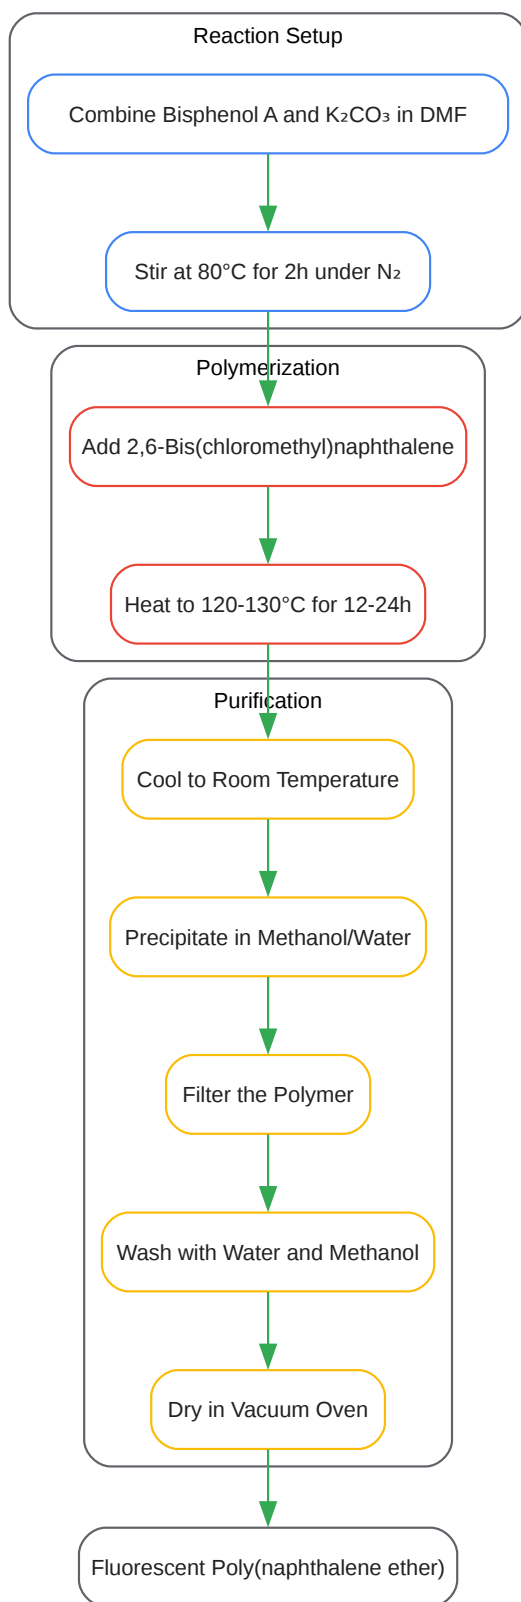 Reaction Setup
Combine Bisphenol A and K₂CO₃ in DMF
Stir at 80°C for 2h under N₂
Polymerization
Add 2,6-Bis(chloromethyl)naphthalene
Heat to 120-130°C for 12-24h
Purification
Cool to Room Temperature
Precipitate in Methanol/Water
Filter the Polymer
Wash with Water and Methanol
Dry in Vacuum Oven
Fluorescent Poly(naphthalene ether)